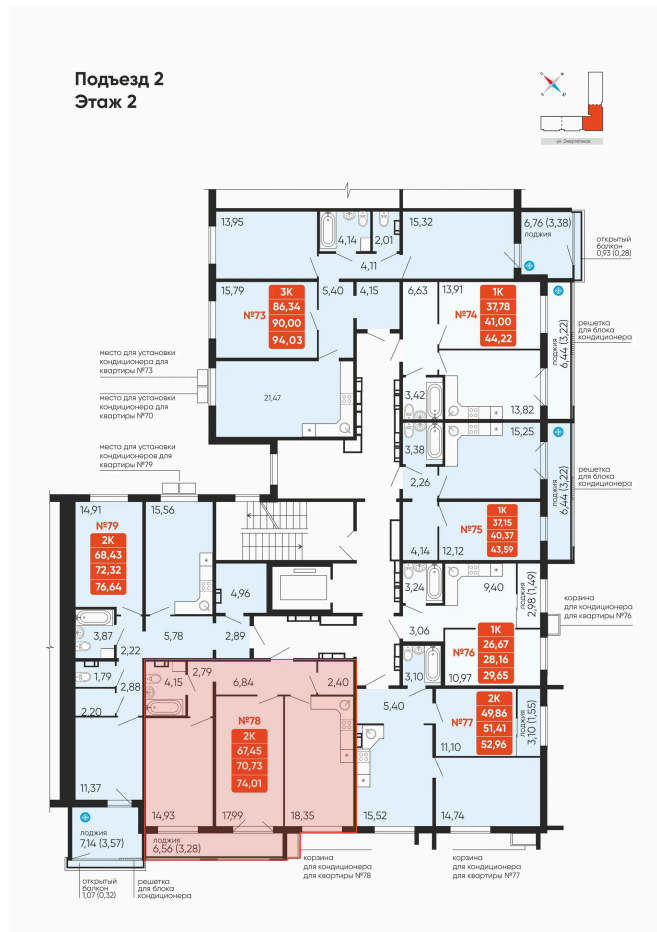 Подъезд 2
Этаж 2
ул. Энергетиков
13,95
4,14
2,01
15,32
6,76 (3,38)
лоджия
4,11
открытый
балкон
0,93 (0,28)
15,79
№73
3К
86,34
90,00
94,03
5,40
4,15
6,63
13,91
№74
1К
37,78
41,00
44,22
лоджия
6,44 (3,22)
решетка
для блока
кондиционера
место для установки
кондиционера для
квартиры №73
21,47
3,42
13,82
место для установки
кондиционера для
квартиры №70
3,38
15,25
места для установки
кондиционеров для
квартиры №79
2,26
лоджия
6,44 (3,22)
решетка
для блока
кондиционера
14,91
15,56
№79
2К
68,43
72,32
76,64
№75
1К
37,15
40,37
43,59
4,14
12,12
4,96
3,24
9,40
лоджия
2,98 (1,49)
корзина
для кондиционера
для квартиры №76
3,87
2,22
5,78
2,89
3,06
№76
1К
26,67
28,16
29,65
10,97
1,79
2,88
2,20
4,15
2,79
6,84
2,40
3,10
5,40
№78
2К
67,45
70,73
74,01
№77
2К
49,86
51,41
52,96
11,10
лоджия
3,10 (1,55)
11,37
14,93
17,99
18,35
15,52
14,74
лоджия
7,14 (3,57)
лоджия
6,56 (3,28)
открытый
балкон
1,07 (0,32)
решетка
для блока
кондиционера
корзина
для кондиционера
для квартиры №78
корзина
для кондиционера
для квартиры №77